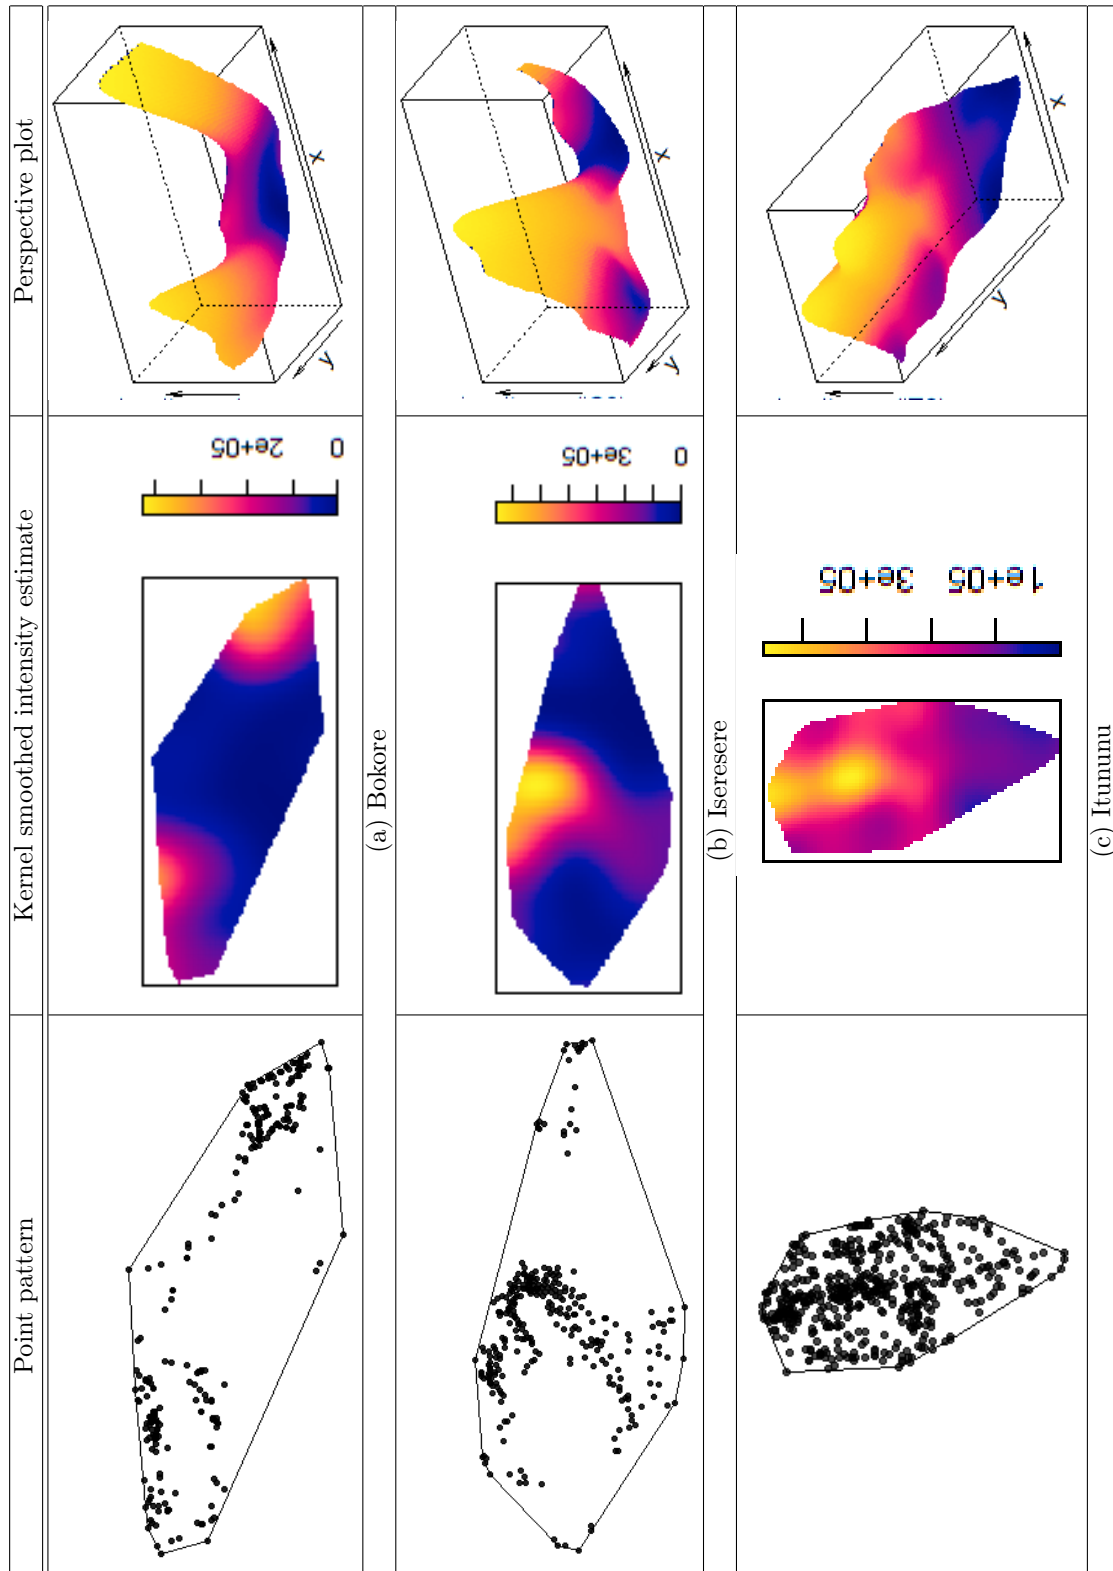 Point pattern
Kernel smoothed intensity estimate
Perspective plot
0
2e+05
x
y
(a) Bokore
0
3e+05
x
y
(b) Iseresere
1e+05
3e+05
x
y
(c) Itununu